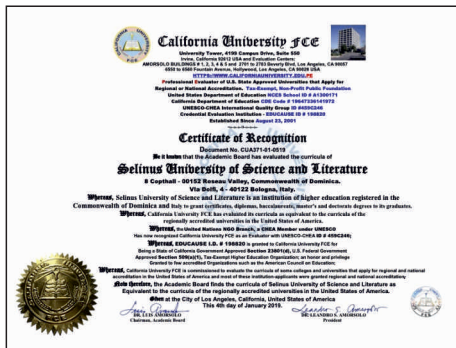 California University FCE
University Tower, 4199 Campus Drive, Suite 550
Irvine, California 92612 USA and Evaluation Centers:
AMORSOLO BUILDINGS # 1, 2, 3, 4 & 5 and 2701 to 2703 Beverly Blvd, Los Angeles, CA 90057
5550 to 5560 Fountain Avenue, Hollywood, Los Angeles, CA 90028 USA
HTTPS://WWW.CALIFORNIAUNIVERSITY.EDU.PE
Professional Evaluator of U.S. State Approved Universities that Apply for
Regional or National Accreditation. Tax-Exempt, Non-Profit Public Foundation
United States Department of Education NCES School ID # A1300171
California Department of Education CDE Code # 19647336141972
UNESCO-CHEA International Quality Group ID # 459C248
Credential Evaluation Institution - EDUCAUSE ID # 198620
Established Since August 23, 2001
Certificate of Recognition
Document No. CUA371-01-0519
Be it known that the Academic Board has evaluated the curricula of
Selinus University of Science and Literature
8 Copthall - 00152 Roseau Valley, Commonwealth of Dominica.
Via Belfi, 4 - 40122 Bologna, Italy.
Whereas, Selinus University of Science and Literature is an institution of higher education registered in the
Commonwealth of Dominica and Italy to grant certificates, diplomas, baccalaureate, master's and doctorate degrees to its graduates.
Whereas, California University FCE has evaluated its curricula as equivalent to the curricula of the
regionally accredited universities in the United States of America.
Whereas, its United Nations NGO Branch, a CHEA Member under UNESCO
Has now recognized California University FCE as an Evaluator with UNESCO-CHEA ID # 459C248;
Whereas, EDUCAUSE I.D. # 198620 is granted to California University FCE for
Being a State of California Government Approved Section 23801(d), U.S. Federal Government
Approved Section 509(a)(1), Tax-Exempt Higher Education Organization; an honor and privilege
Granted to few accredited Organizations such as the American Council on Education;
Whereas, California University FCE is commissioned to evaluate the curricula of some colleges and universities that apply for regional and national
accreditation in the United States of America and most of these institution-applicants were granted regional and national accreditation;
Now therefore, the Academic Board finds the curricula of Selinus University of Science and Literature as
Equivalent to the curricula of the regionally accredited universities in the United States of America.
Given at the City of Los Angeles, California, United States of America
This 4th day of January 2019.
DR. LUIS AMORSOLO
Chairman, Academic Board
DR. LEANDRO S. AMORSOLO
President